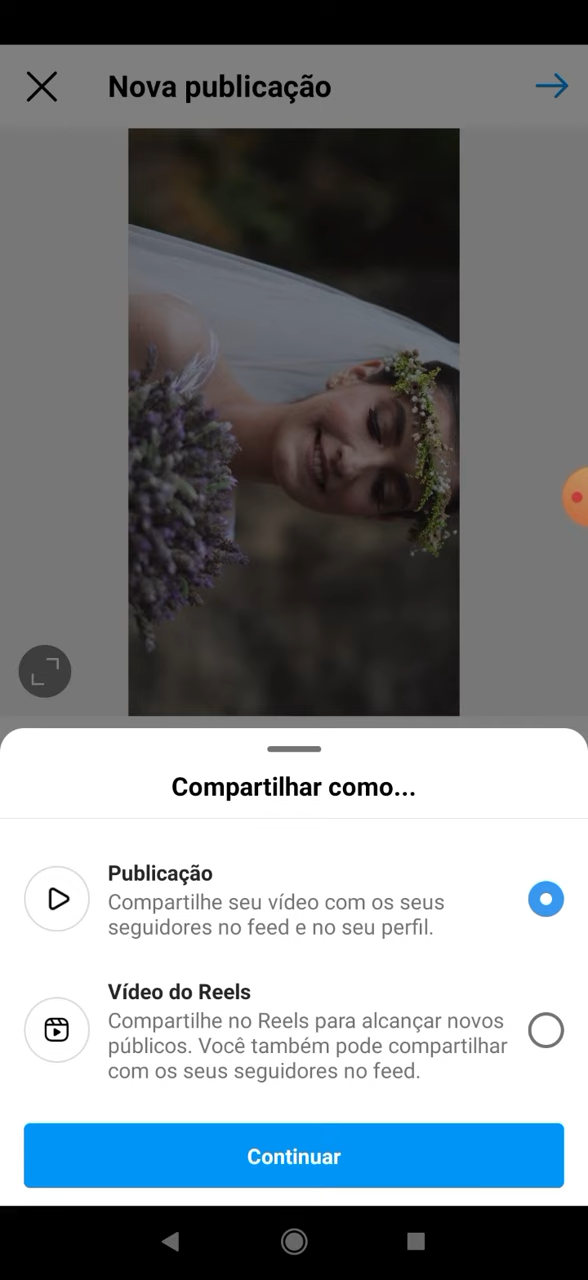 Nova publicação
Compartilhar como...
Publicação
Compartilhe seu vídeo com os seus
seguidores no feed e no seu perfil.
Vídeo do Reels
Compartilhe no Reels para alcançar novos
públicos. Você também pode compartilhar
com os seus seguidores no feed.
Continuar